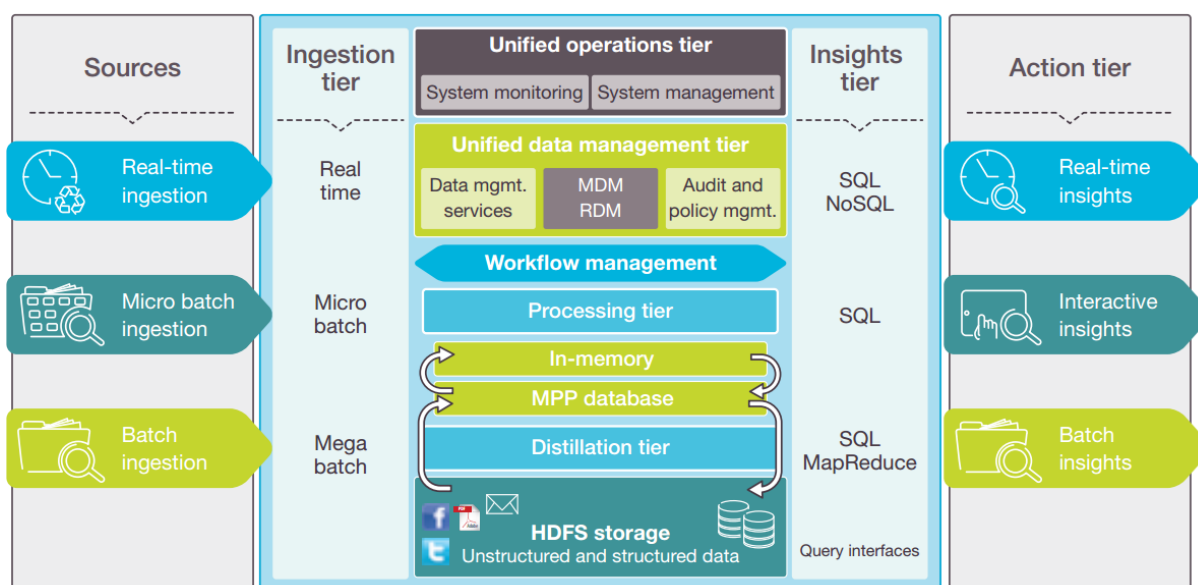 Sources
Real-time
ingestion
Micro batch
ingestion
Batch
ingestion
Ingestion
tier
Real
time
Micro
batch
Mega
batch
Unified operations tier
System monitoring
System management
Unified data management tier
Data mgmt.
services
MDM
RDM
Audit and
policy mgmt.
Workflow management
Processing tier
In-memory
MPP database
Distillation tier
HDFS storage
Unstructured and structured data
Insights
tier
SQL
NoSQL
SQL
SQL
MapReduce
Query interfaces
Action tier
Real-time
insights
Interactive
insights
Batch
insights